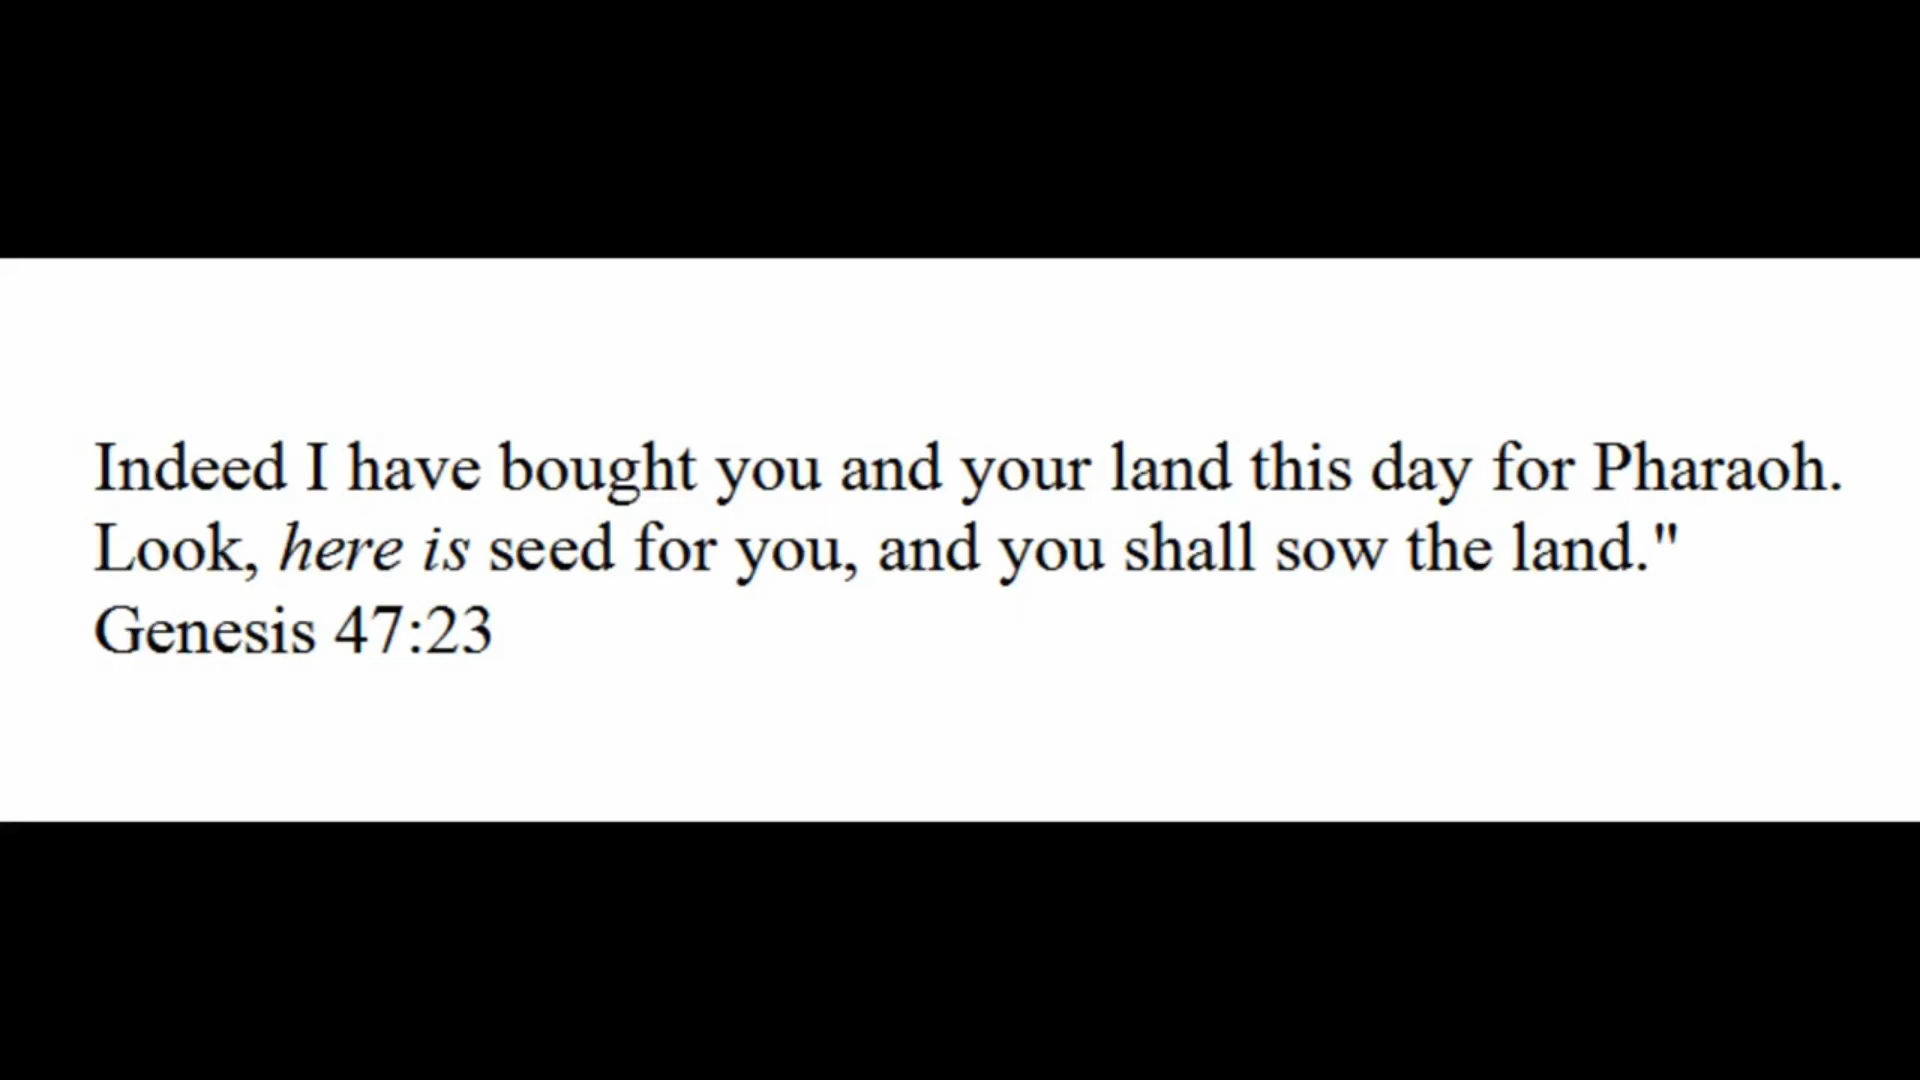 Indeed I have bought you and your land this day for Pharaoh.
Look, here is seed for you, and you shall sow the land."
Genesis 47:23